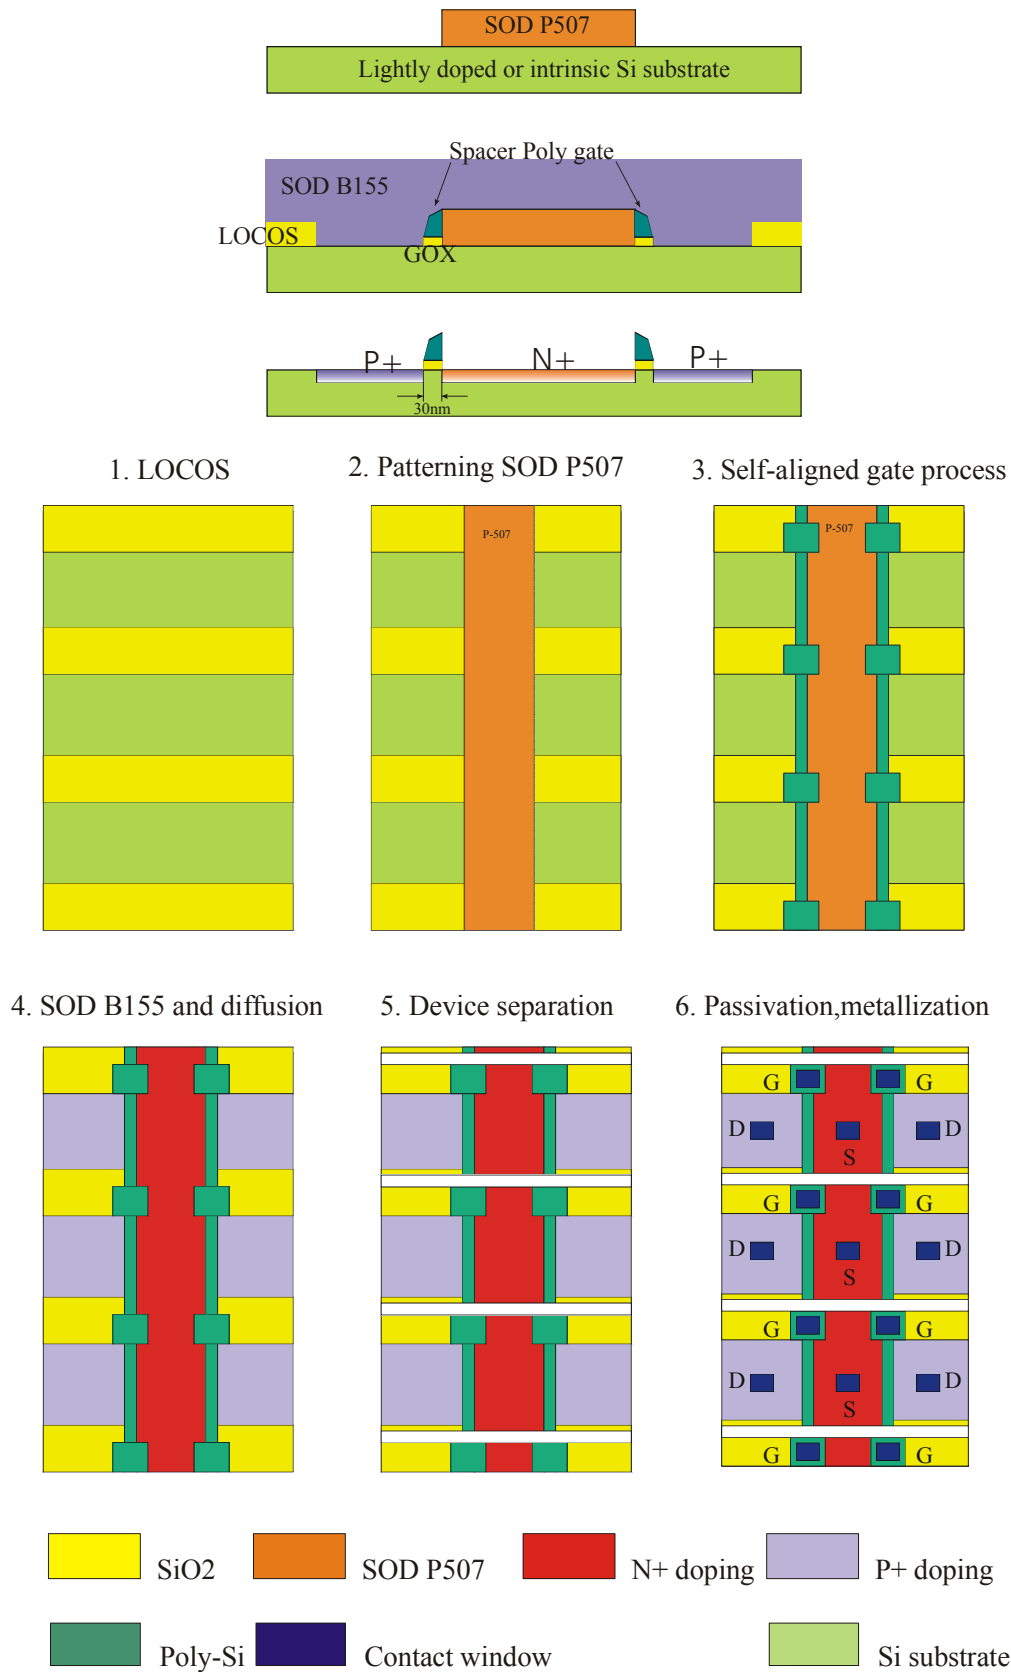 SOD P507
Lightly doped or intrinsic Si substrate
Spacer Poly gate
SOD B155
LOCOS
GOX
P+ N+ P+
30nm
1. LOCOS
2. Patterning SOD P507
3. Self-aligned gate process
P-507
P-507
4. SOD B155 and diffusion
5. Device separation
6. Passivation,metallization
G G
D D
S
G G
D D
S
G G
D D
S
G G
SiO2
SOD P507
N+ doping
P+ doping
Poly-Si
Contact window
Si substrate